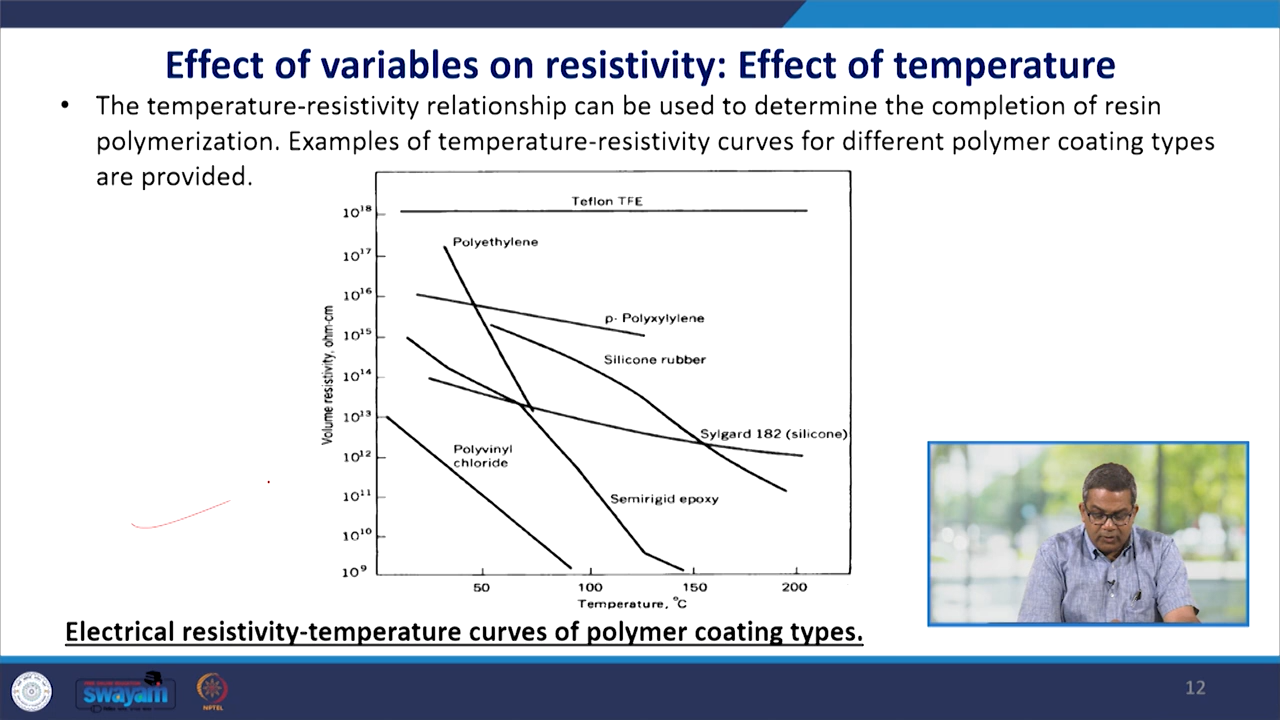 Effect of variables on resistivity: Effect of temperature
• The temperature-resistivity relationship can be used to determine the completion of resin
polymerization. Examples of temperature-resistivity curves for different polymer coating types
are provided.
Teflon TFE
10¹⁸
Polyethylene
10¹⁷
10¹⁶
p- Polyxylylene
10¹⁵
Silicone rubber
10¹⁴
Volume resistivity, ohm-cm
10¹³
Sylgard 182 (silicone)
Polyvinyl
chloride
10¹²
10¹¹
Semirigid epoxy
10¹⁰
10⁹
50 100 150 200
Temperature, °C
Electrical resistivity-temperature curves of polymer coating types.
swayam
NPTEL
12